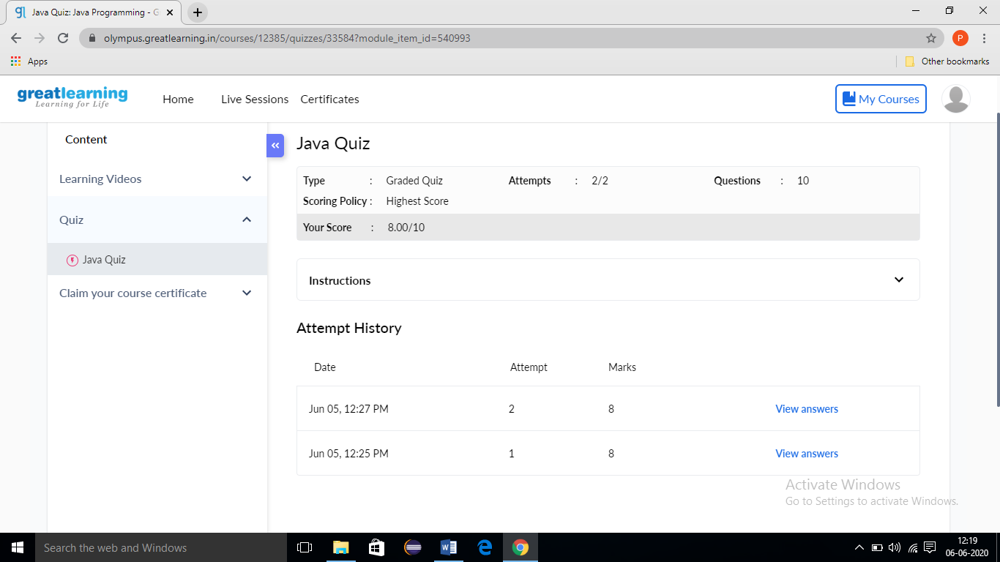 Java Quiz: Java Programming - G
olympus.greatlearning.in/courses/12385/quizzes/33584?module_item_id=540993
P
Apps
Other bookmarks
greatlearning
Learning for Life
Home Live Sessions Certificates
My Courses
Content
Learning Videos
Quiz
Java Quiz
Claim your course certificate
Java Quiz
Type : Graded Quiz Attempts : 2/2 Questions : 10
Scoring Policy : Highest Score
Your Score : 8.00/10
Instructions
Attempt History
Date Attempt Marks
Jun 05, 12:27 PM 2 8 View answers
Jun 05, 12:25 PM 1 8 View answers
Activate Windows
Go to Settings to activate Windows.
Search the web and Windows
12:19
06-06-2020